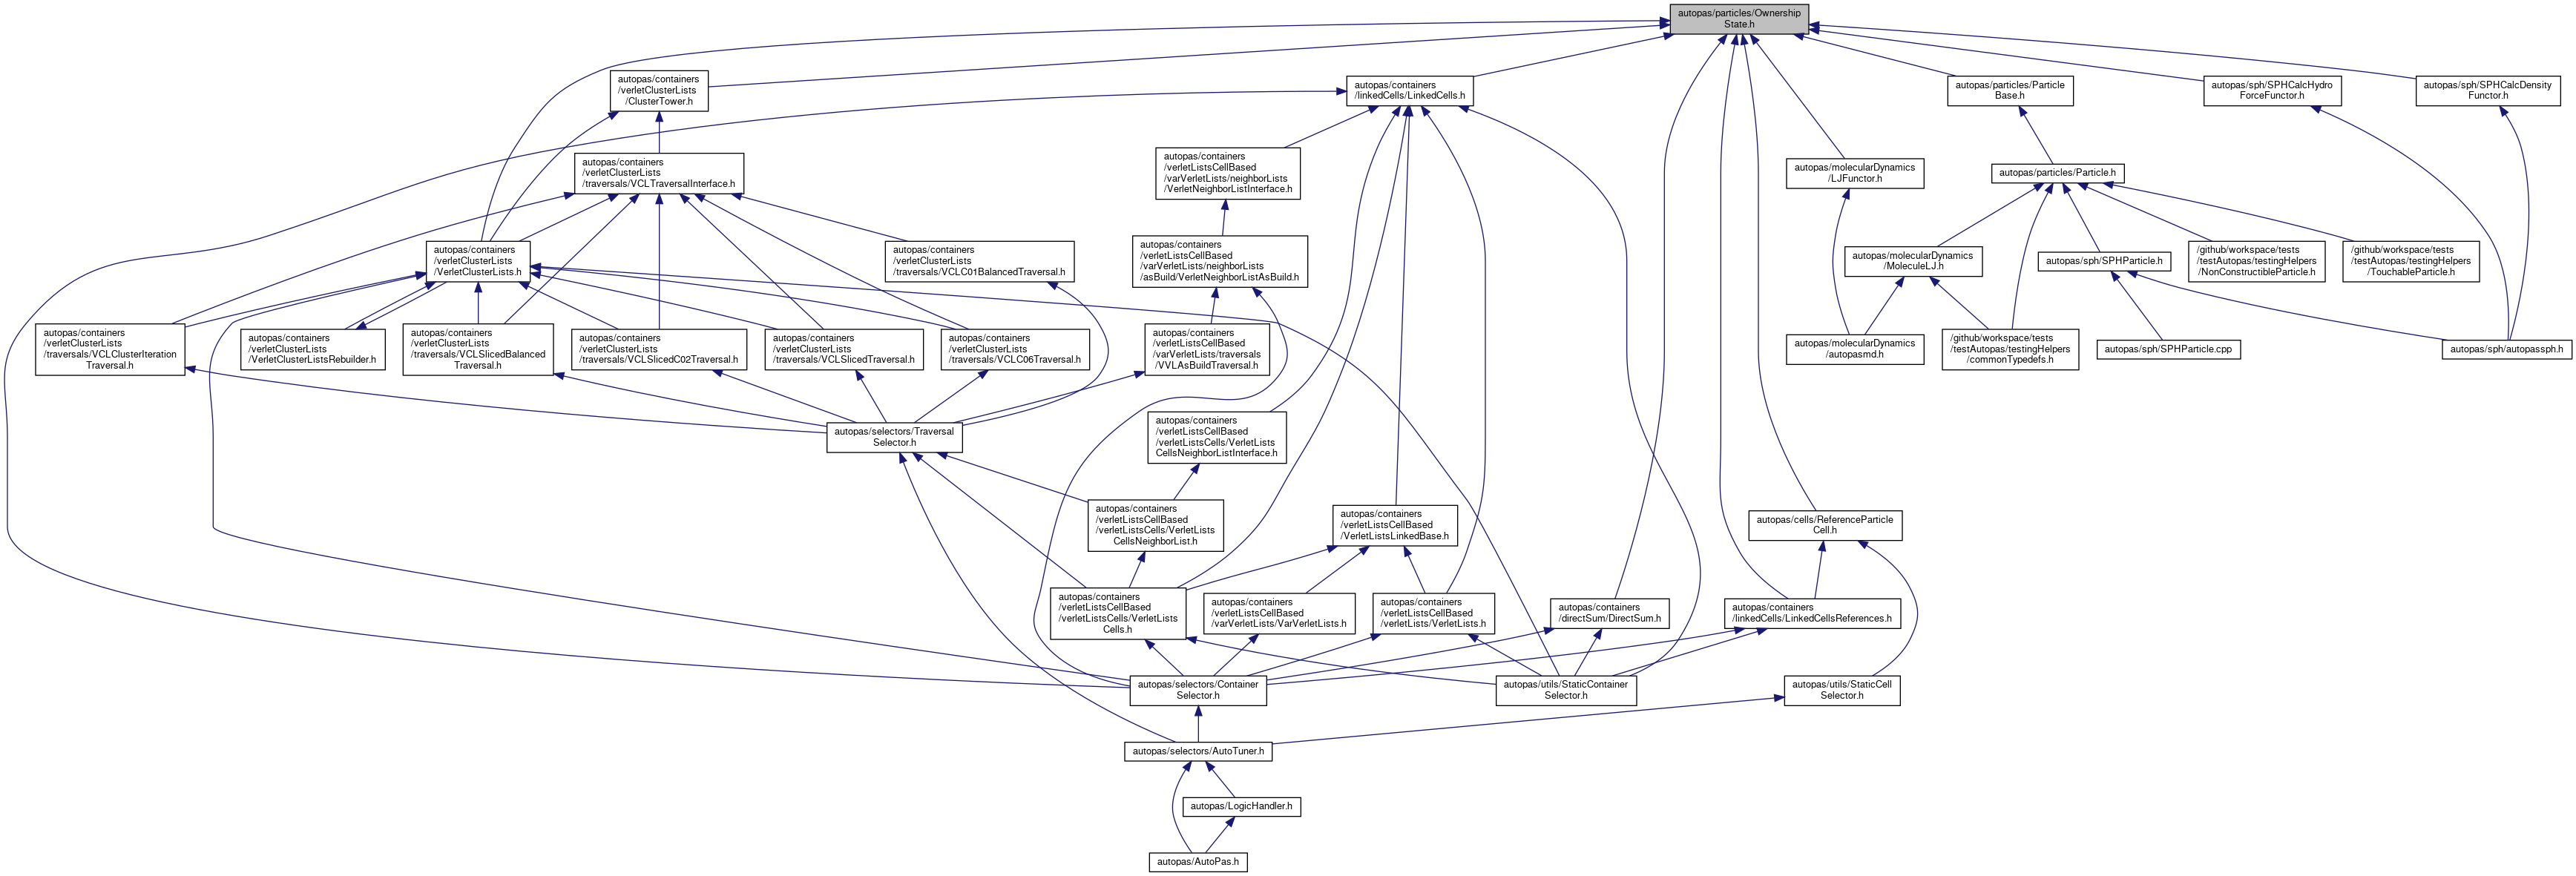 autopas/particles/Ownership
State.h
autopas/containers
/verletClusterLists
/ClusterTower.h
autopas/containers
/linkedCells/LinkedCells.h
autopas/particles/Particle
Base.h
autopas/sph/SPHCalcHydro
ForceFunctor.h
autopas/sph/SPHCalcDensity
Functor.h
autopas/containers
/verletClusterLists
/traversals/VCLTraversalInterface.h
autopas/containers
/verletListsCellBased
/varVerletLists/neighborLists
/VerletNeighborListInterface.h
autopas/molecularDynamics
/LJFunctor.h
autopas/particles/Particle.h
autopas/containers
/verletClusterLists
/VerletClusterLists.h
autopas/containers
/verletClusterLists
/traversals/VCLC01BalancedTraversal.h
autopas/containers
/verletListsCellBased
/varVerletLists/neighborLists
/asBuild/VerletNeighborListAsBuild.h
autopas/molecularDynamics
/MoleculeLJ.h
autopas/sph/SPHParticle.h
/github/workspace/tests
/testAutopas/testingHelpers
/NonConstructibleParticle.h
/github/workspace/tests
/testAutopas/testingHelpers
/TouchableParticle.h
autopas/containers
/verletClusterLists
/traversals/VCLClusterIteration
Traversal.h
autopas/containers
/verletClusterLists
/VerletClusterListsRebuilder.h
autopas/containers
/verletClusterLists
/traversals/VCLSlicedBalanced
Traversal.h
autopas/containers
/verletClusterLists
/traversals/VCLSlicedC02Traversal.h
autopas/containers
/verletClusterLists
/traversals/VCLSlicedTraversal.h
autopas/containers
/verletClusterLists
/traversals/VCLC06Traversal.h
autopas/containers
/verletListsCellBased
/varVerletLists/traversals
/VVLAsBuildTraversal.h
autopas/molecularDynamics
/autopasmd.h
/github/workspace/tests
/testAutopas/testingHelpers
/commonTypedefs.h
autopas/sph/SPHParticle.cpp
autopas/sph/autopassph.h
autopas/selectors/Traversal
Selector.h
autopas/containers
/verletListsCellBased
/verletListsCells/VerletLists
CellsNeighborListInterface.h
autopas/containers
/verletListsCellBased
/verletListsCells/VerletLists
CellsNeighborList.h
autopas/containers
/verletListsCellBased
/VerletListsLinkedBase.h
autopas/cells/ReferenceParticle
Cell.h
autopas/containers
/verletListsCellBased
/verletListsCells/VerletLists
Cells.h
autopas/containers
/verletListsCellBased
/varVerletLists/VarVerletLists.h
autopas/containers
/verletListsCellBased
/verletLists/VerletLists.h
autopas/containers
/directSum/DirectSum.h
autopas/containers
/linkedCells/LinkedCellsReferences.h
autopas/selectors/Container
Selector.h
autopas/utils/StaticContainer
Selector.h
autopas/utils/StaticCell
Selector.h
autopas/selectors/AutoTuner.h
autopas/LogicHandler.h
autopas/AutoPas.h